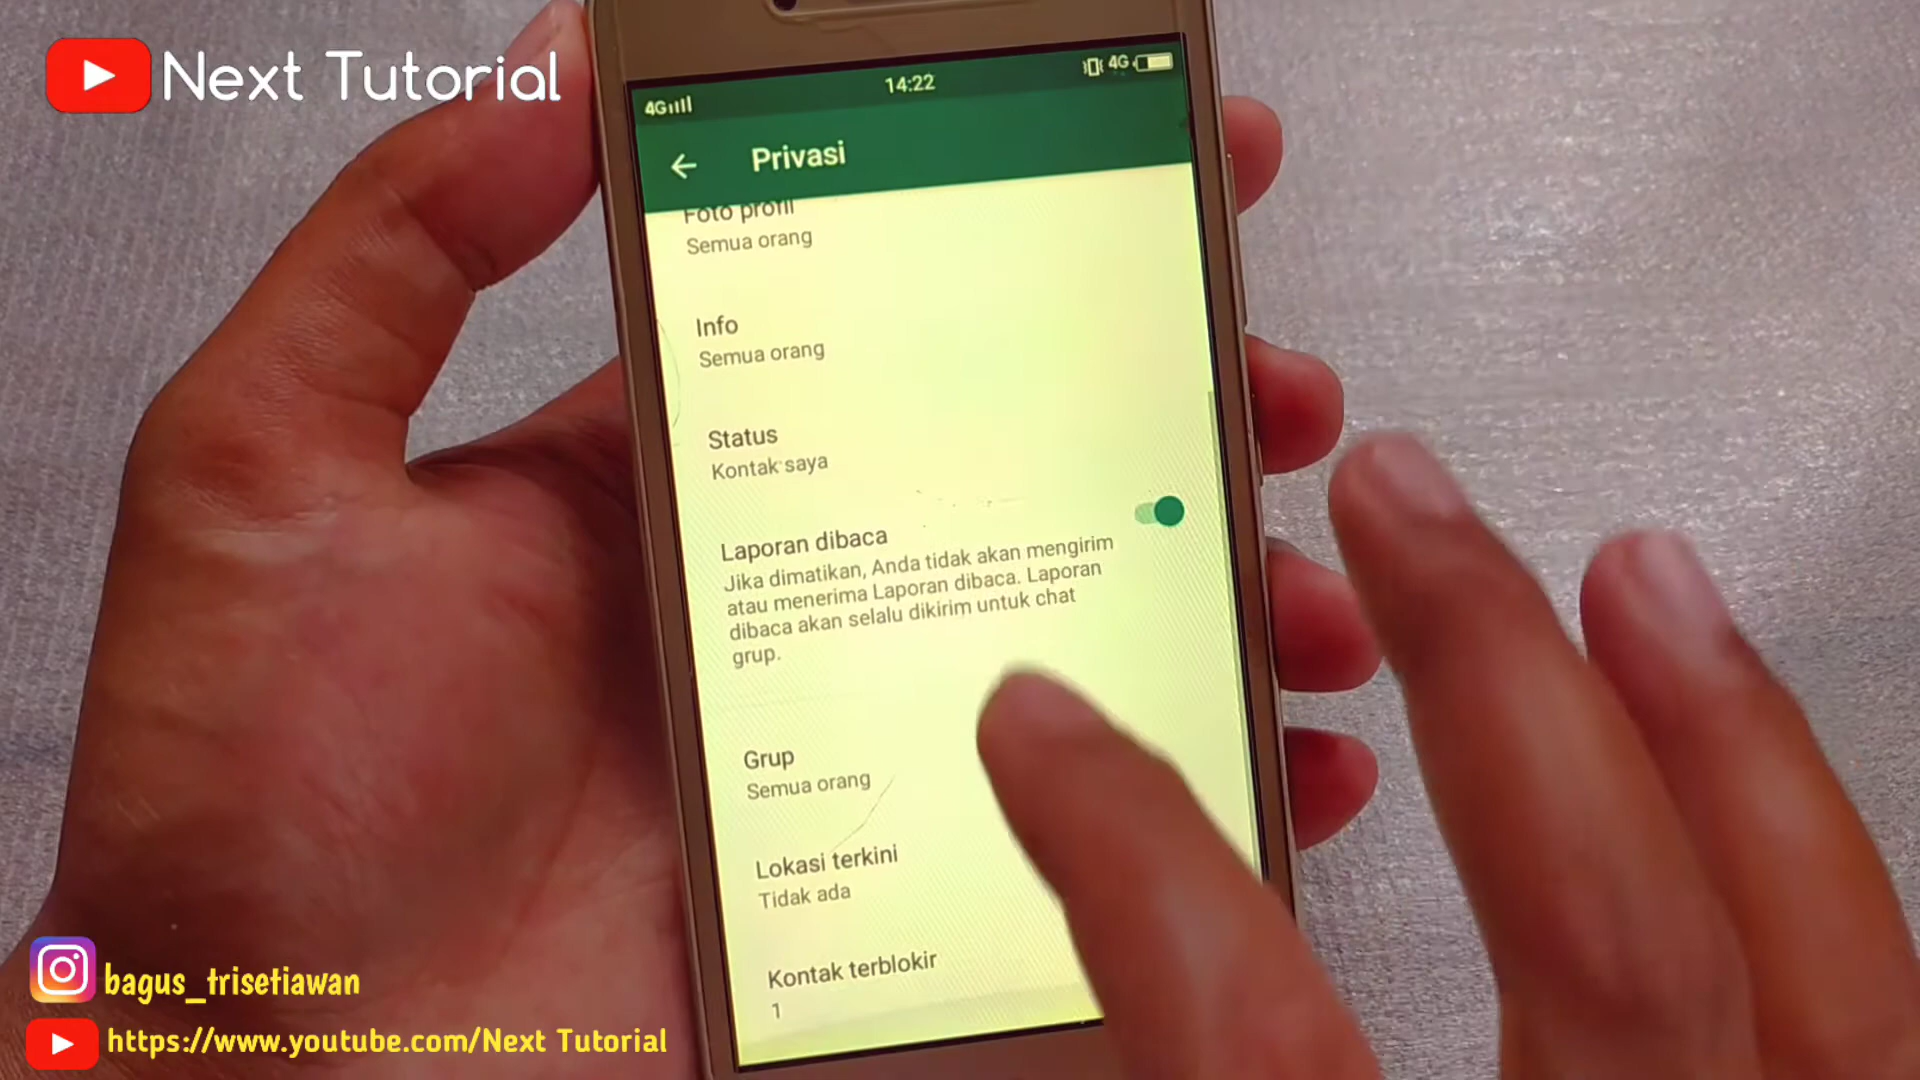 Next Tutorial
4G
14:22
4G
Privasi
Foto profil
Semua orang
Info
Semua orang
Status
Kontak saya
Laporan dibaca
Jika dimatikan, Anda tidak akan mengirim
atau menerima Laporan dibaca. Laporan
dibaca akan selalu dikirim untuk chat
grup.
Grup
Semua orang
Lokasi terkini
Tidak ada
Kontak terblokir
1
bagus_trisetiawan
https://www.youtube.com/Next Tutorial